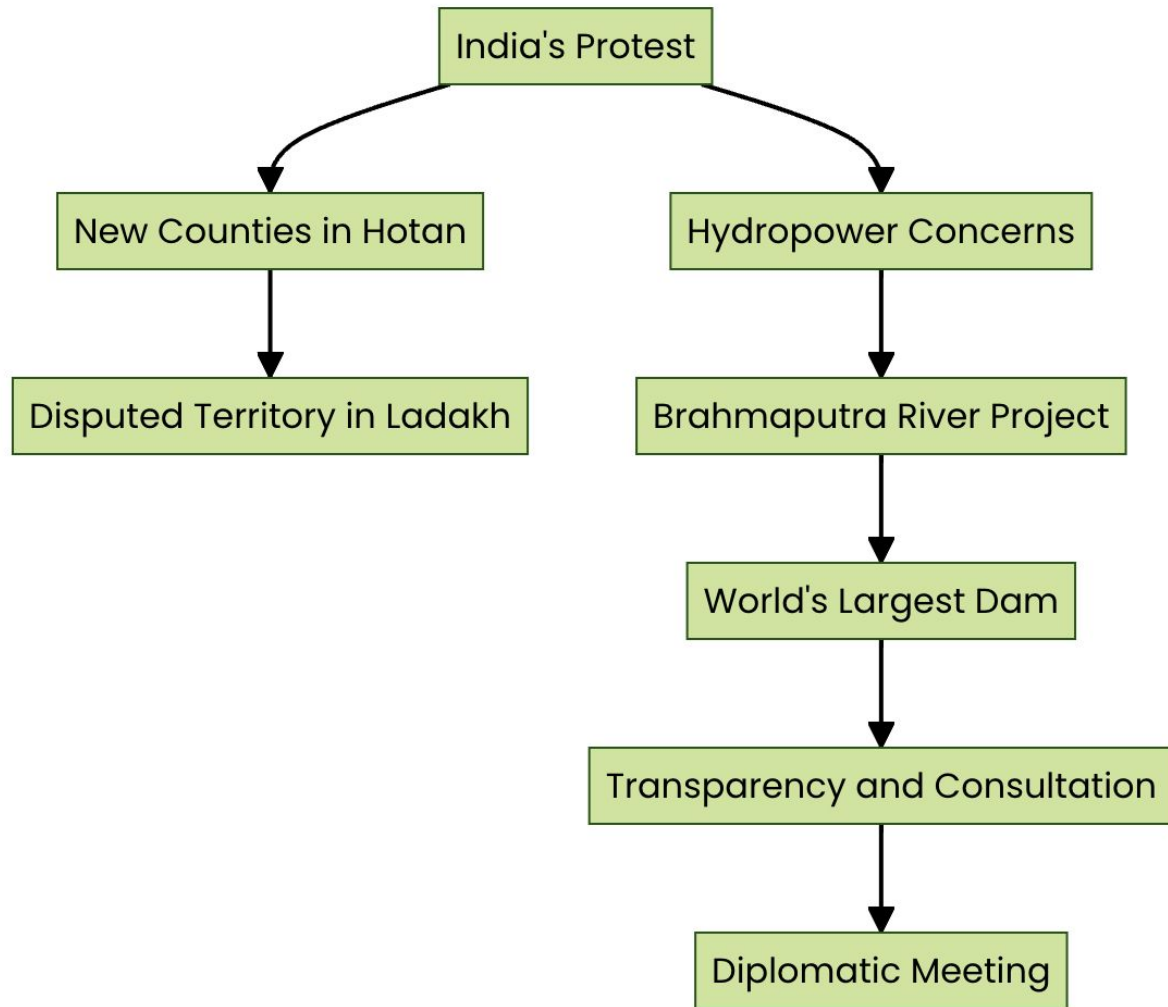 India's Protest
New Counties in Hotan
Hydropower Concerns
Disputed Territory in Ladakh
Brahmaputra River Project
World's Largest Dam
Transparency and Consultation
Diplomatic Meeting